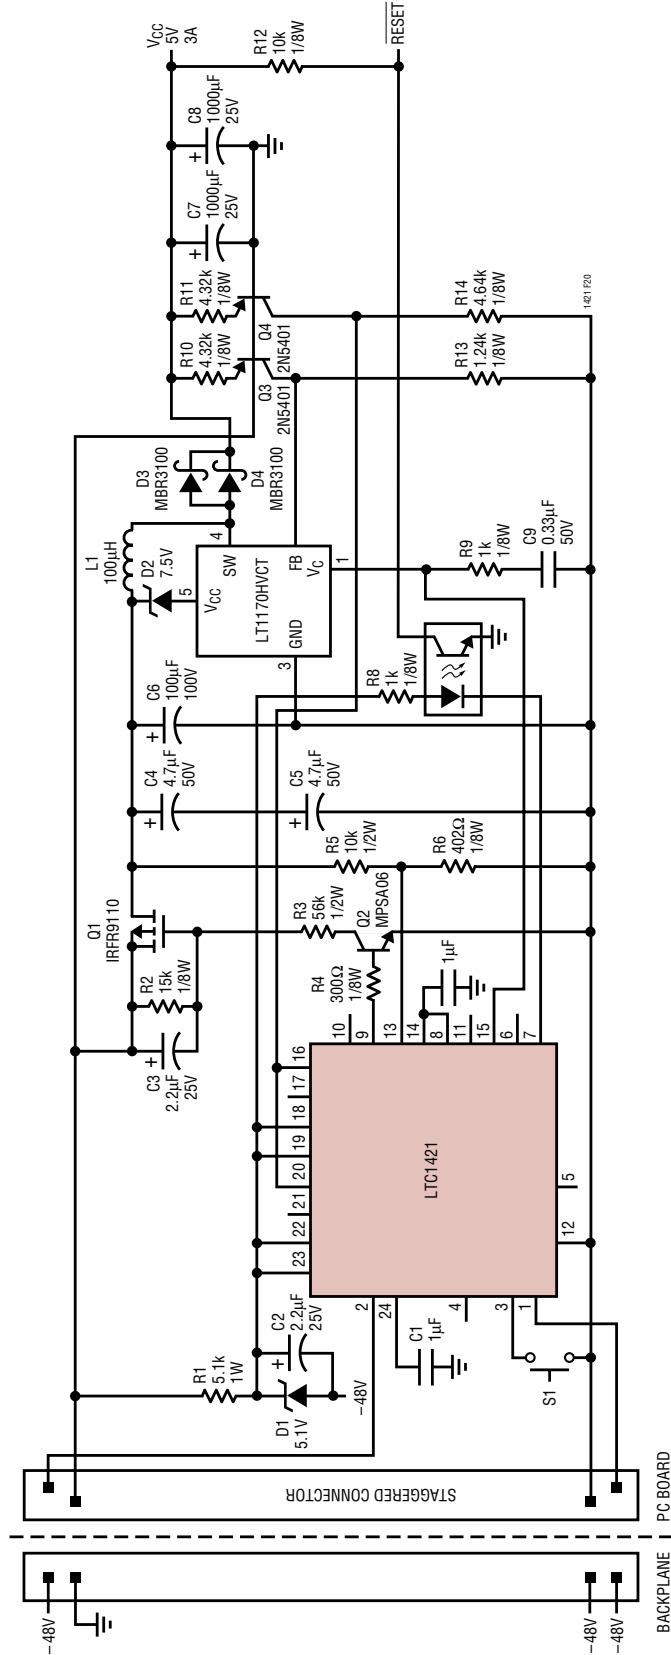 BACKPLANE
PC BOARD
STAGGERED CONNECTOR
–48V
–48V
–48V
R1
5.1k
1W
D1
5.1V
C2
2.2µF
25V
–48V
C1
1µF
S1
LTC1421
2
24
4
3
1
23
22
21
20
19
18
17
16
12
5
10
9
13
14
8
11
15
6
7
C3
2.2µF
25V
R2
15k
1/8W
Q1
IRFR9110
R3
56k
1/2W
R4
300Ω
1/8W
Q2
MPSA06
1µF
R5
10k
1/2W
R6
402Ω
1/8W
C4
4.7µF
50V
C5
4.7µF
50V
C6
100µF
100V
R8
1k
1/8W
L1
100µH
D2
7.5V
5
VCC
4
SW
LT1170HVCT
3
GND
FB
VC
1
R9
1k
1/8W
C9
0.33µF
50V
D3
MBR3100
D4
MBR3100
R10
4.32k
1/8W
R11
4.32k
1/8W
Q3
2N5401
Q4
2N5401
R13
1.24k
1/8W
R14
4.64k
1/8W
C7
1000µF
25V
C8
1000µF
25V
R12
10k
1/8W
VCC
5V
3A
RESET
1421 F20